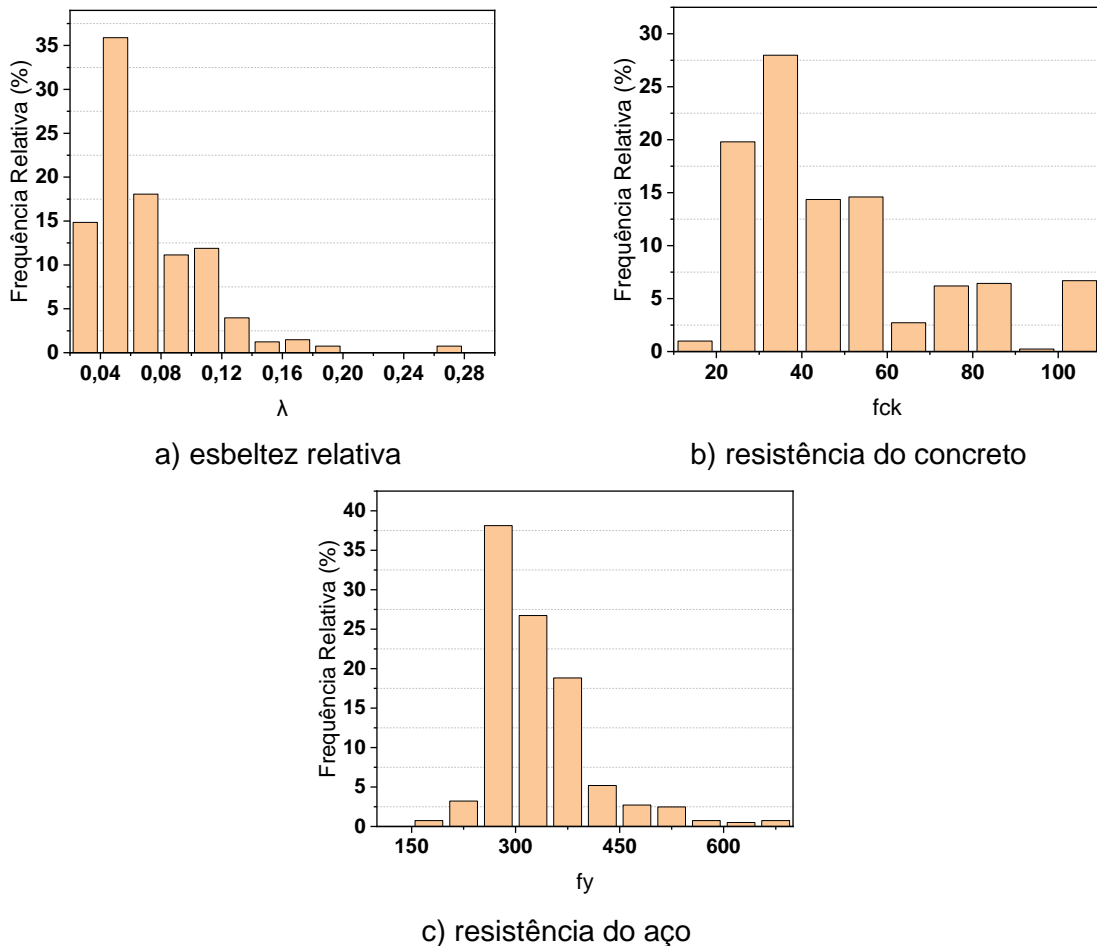 Frequência Relativa (%)
35
30
25
20
15
10
5
0
0,04 0,08 0,12 0,16 0,20 0,24 0,28
λ
a) esbeltez relativa
Frequência Relativa (%)
30
25
20
15
10
5
0
20 40 60 80 100
fck
b) resistência do concreto
Frequência Relativa (%)
40
35
30
25
20
15
10
5
0
150 300 450 600
fy
c) resistência do aço